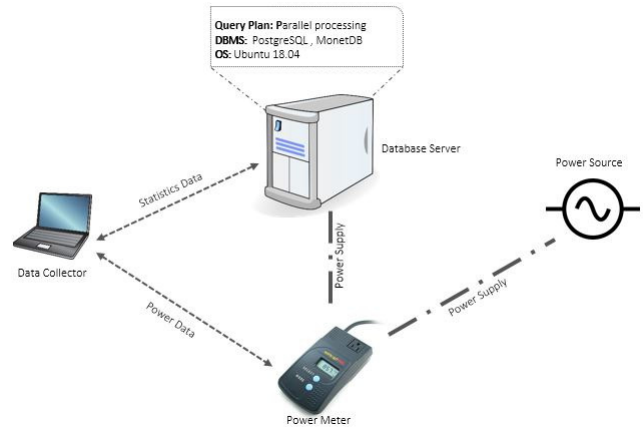 Query Plan: Parallel processing
DBMS: PostgreSQL , MonetDB
OS: Ubuntu 18.04
Database Server
Power Source
Statistics Data
Power Supply
Data Collector
Power Supply
Power Data
Power Meter